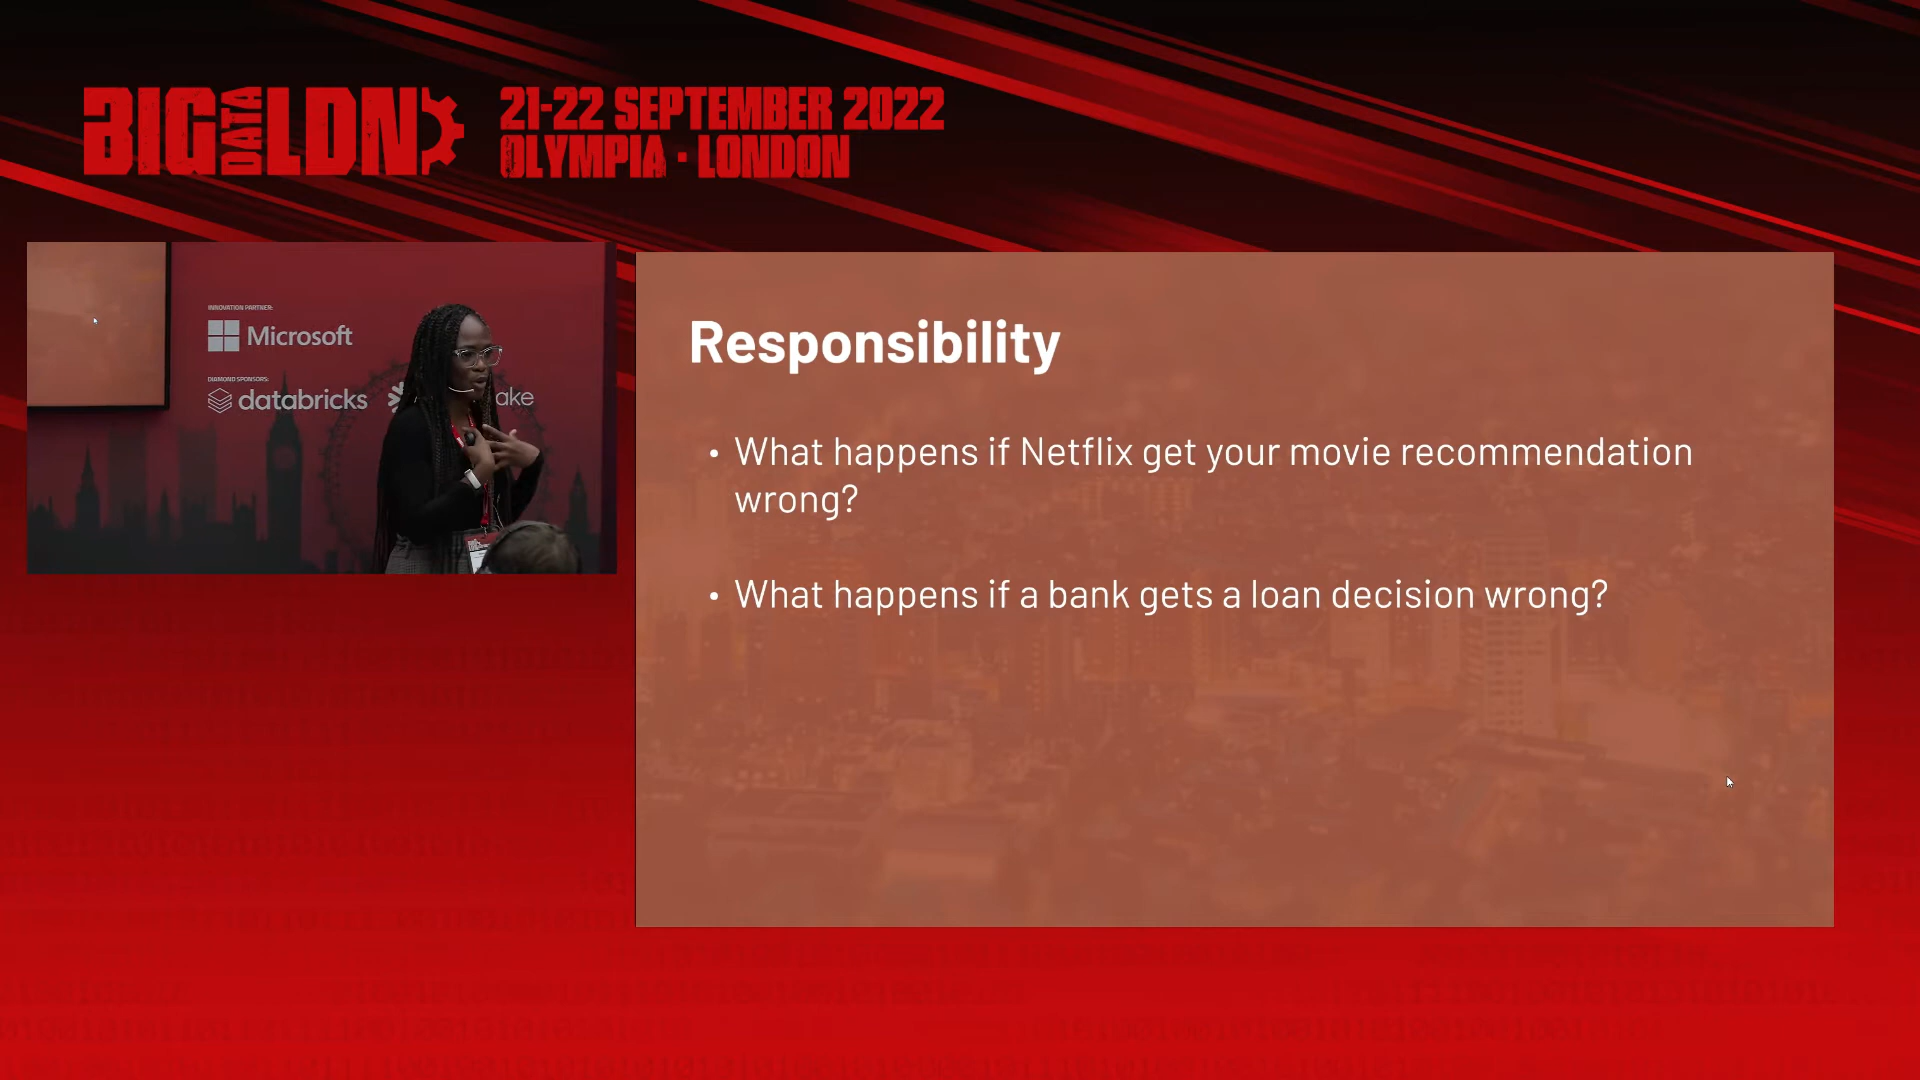 BIG DATA LDN
21-22 SEPTEMBER 2022
OLYMPIA · LONDON
INNOVATION PARTNER:
Microsoft
DIAMOND SPONSORS:
databricks
ake
Responsibility
• What happens if Netflix get your movie recommendation
wrong?
• What happens if a bank gets a loan decision wrong?